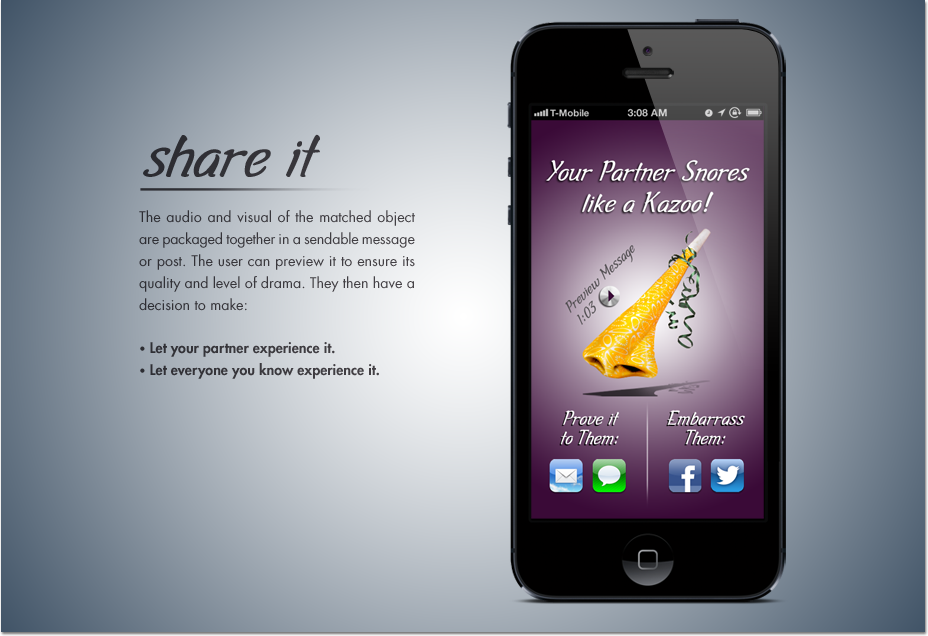 share it
The audio and visual of the matched object
are packaged together in a sendable message
or post. The user can preview it to ensure its
quality and level of drama. They then have a
decision to make:
• Let your partner experience it.
• Let everyone you know experience it.
T-Mobile 3:08 AM
Your Partner Snores
like a Kazoo!
Preview Message
1:03
Prove it
to Them:
Embarrass
Them: